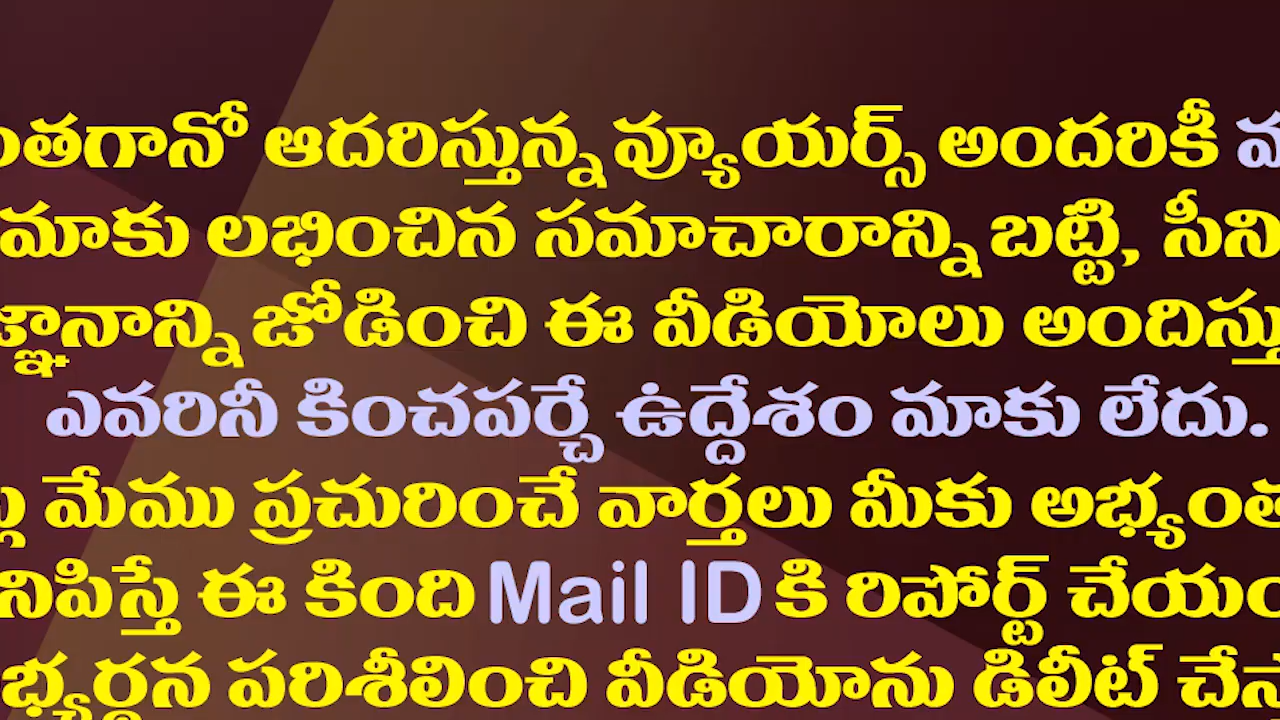 ఆదరిస్తున్న వ్యూయర్స్ అందరికీ
మాకు లభించిన సమాచారాన్ని బట్టి,
జోడించి ఈ వీడియోలు
ఎవరినీ కించపర్చే ఉద్దేశం మాకు లేదు.
మేము ప్రచురించే వార్తలు మీకు
ఈ కింది Mail ID కి రిపోర్ట్
పరిశీలించి వీడియోను డిలీట్